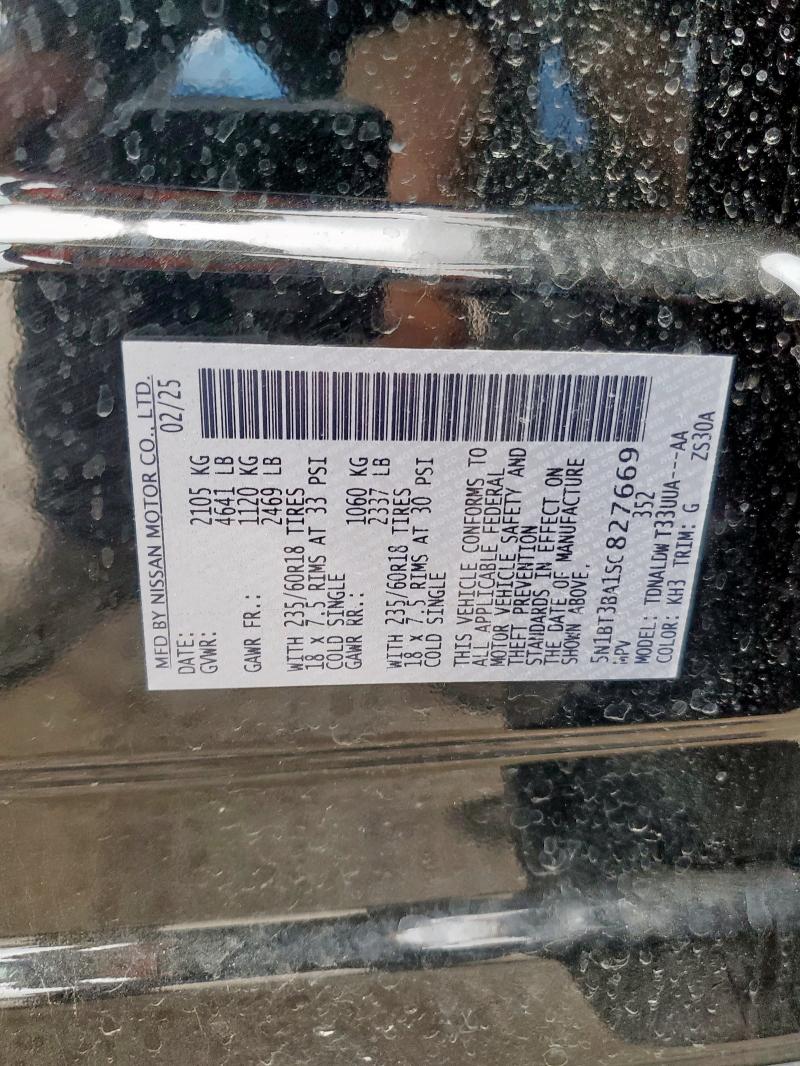 MFD BY NISSAN MOTOR CO., LTD.
DATE: 02/25
GVWR: 2105 KG
4641 LB
GAWR FR.: 1120 KG
2469 LB
WITH 235/60R18 TIRES
18 X 7.5 RIMS AT 33 PSI
COLD SINGLE
GAWR RR.: 1060 KG
2337 LB
WITH 235/60R18 TIRES
18 X 7.5 RIMS AT 30 PSI
COLD SINGLE
THIS VEHICLE CONFORMS TO
ALL APPLICABLE FEDERAL
MOTOR VEHICLE SAFETY AND
THEFT PREVENTION
STANDARDS IN EFFECT ON
THE DATE OF MANUFACTURE
SHOWN ABOVE.
5N1BT3BA1SC827669
MPV 352
MODEL: TDNALDWT33UUA---AA
COLOR: KH3 TRIM: G ZS30A